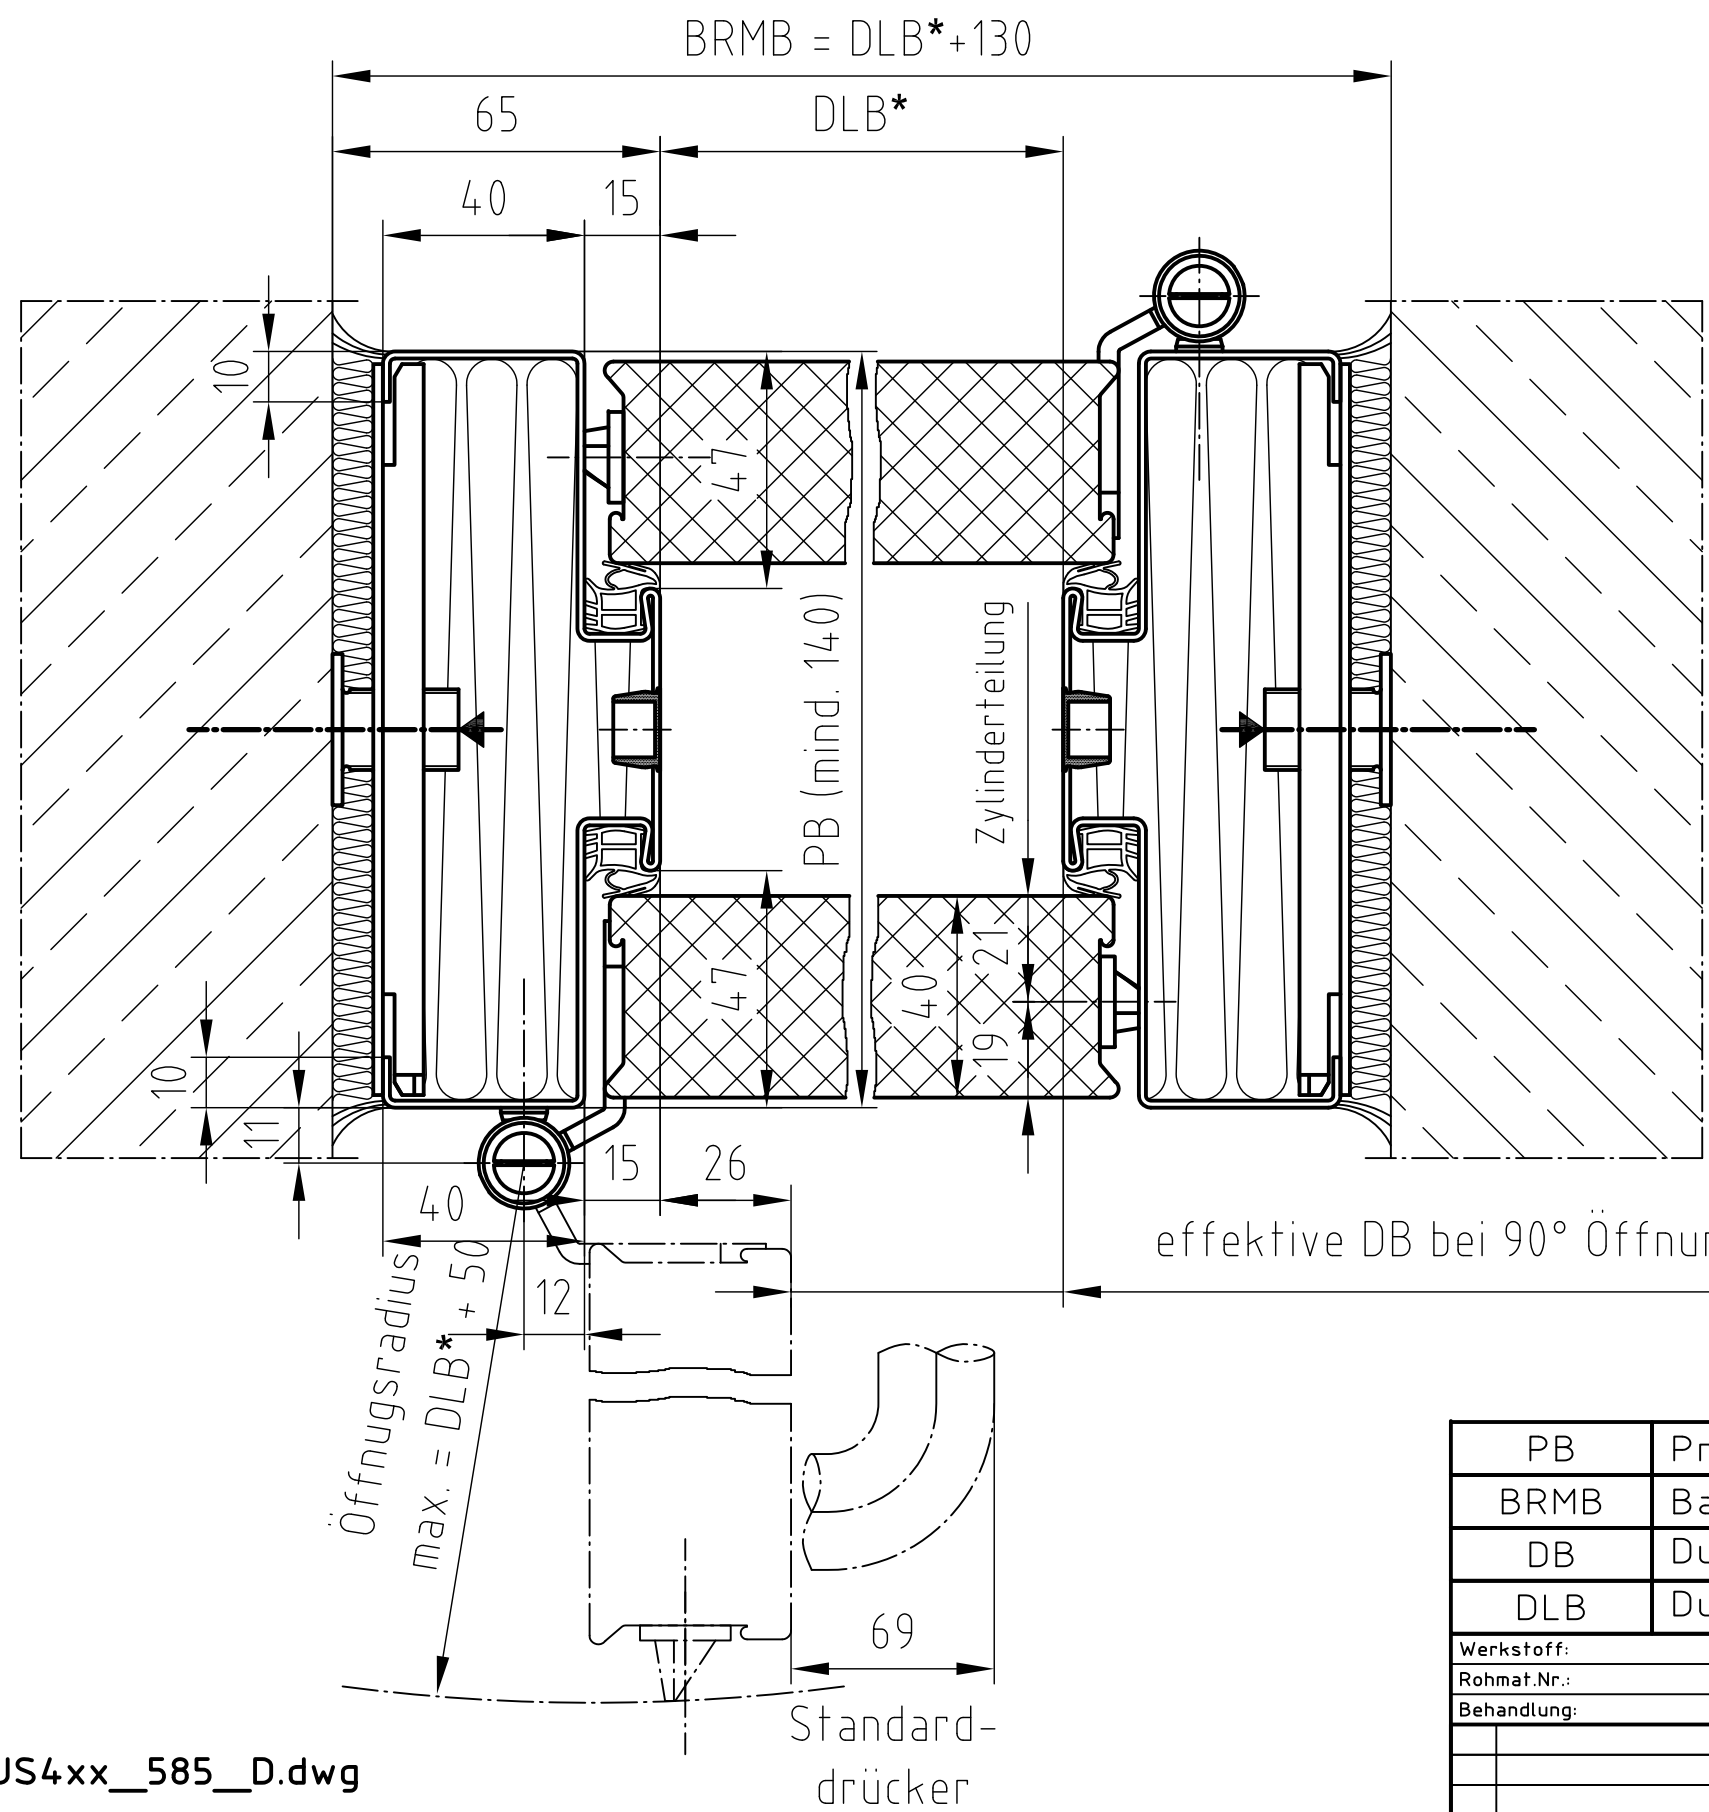 BRMB = DLB*+130
65
DLB*
40
15
10
47
PB (mind. 140)
Zylinderteilung
47
40
21
19
10
11
15
26
40
12
effektive DB bei 90°
Öffnugsradius
max. = DLB* + 50
69
Standard-
drücker
PB
BRMB
DB
DLB
Werkstoff:
Rohmat.Nr.:
Behandlung:
US4xx_585_D.dwg